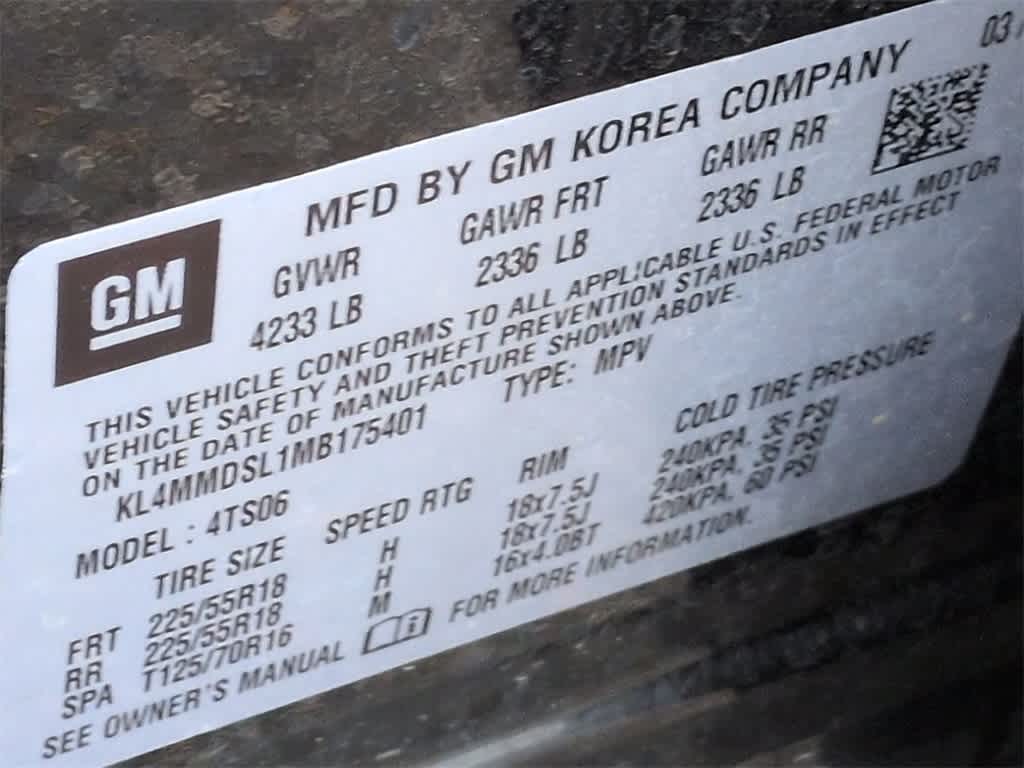 03 /
MFD BY GM KOREA COMPANY
GM
GVWR GAWR FRT GAWR RR
4233 LB 2336 LB 2336 LB
THIS VEHICLE CONFORMS TO ALL APPLICABLE U.S. FEDERAL MOTOR
VEHICLE SAFETY AND THEFT PREVENTION STANDARDS IN EFFECT
ON THE DATE OF MANUFACTURE SHOWN ABOVE.
KL4MMDSL1MB175401 TYPE: MPV
MODEL : 4TS06
TIRE SIZE SPEED RTG RIM COLD TIRE PRESSURE
FRT 225/55R18 H 18x7.5J 240KPA, 35 PSI
RR 225/55R18 H 18x7.5J 240KPA, 35 PSI
SPA T125/70R16 M 16x4.0BT 420KPA, 60 PSI
SEE OWNER'S MANUAL FOR MORE INFORMATION.